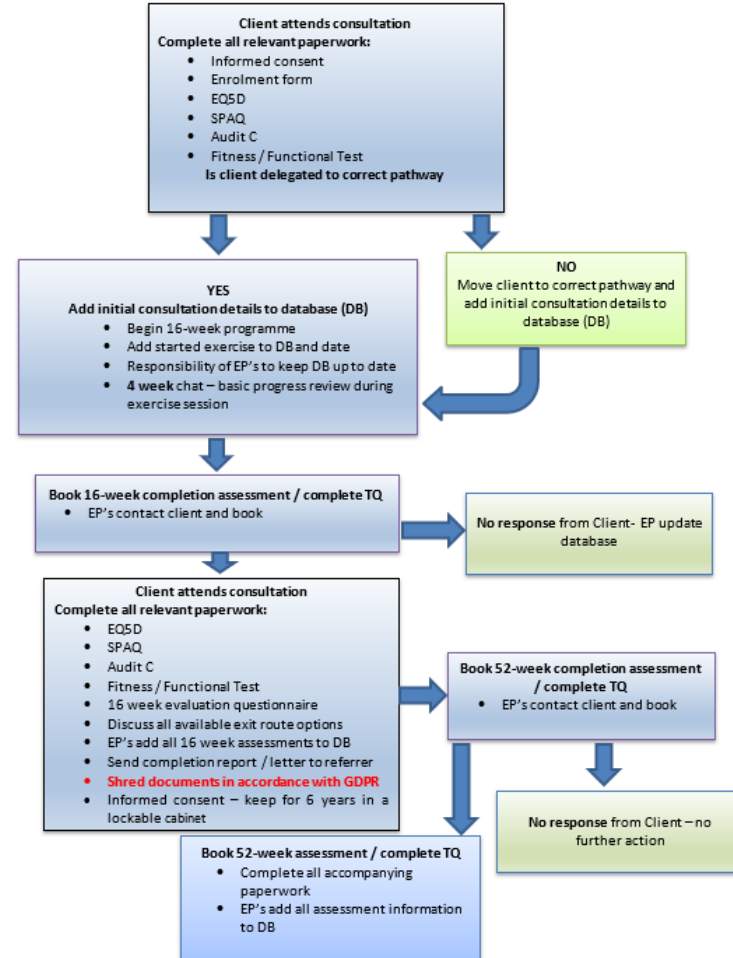 Client attends consultation
Complete all relevant paperwork:
• Informed consent
• Enrolment form
• EQ5D
• SPAQ
• Audit C
• Fitness / Functional Test
Is client delegated to correct pathway
YES
Add initial consultation details to database (DB)
• Begin 16-week programme
• Add started exercise to DB and date
• Responsibility of EP's to keep DB up to date
• 4 week chat – basic progress review during
exercise session
NO
Move client to correct pathway and
add initial consultation details to
database (DB)
Book 16-week completion assessment / complete TQ
• EP's contact client and book
No response from Client- EP update
database
Client attends consultation
Complete all relevant paperwork:
• EQ5D
• SPAQ
• Audit C
• Fitness / Functional Test
• 16 week evaluation questionnaire
• Discuss all available exit route options
• EP's add all 16 week assessments to DB
• Send completion report / letter to referrer
• Shred documents in accordance with GDPR
• Informed consent – keep for 6 years in a
lockable cabinet
Book 52-week completion assessment
/ complete TQ
• EP's contact client and book
No response from Client – no
further action
Book 52-week assessment / complete TQ
• Complete all accompanying
paperwork
• EP's add all assessment information
to DB